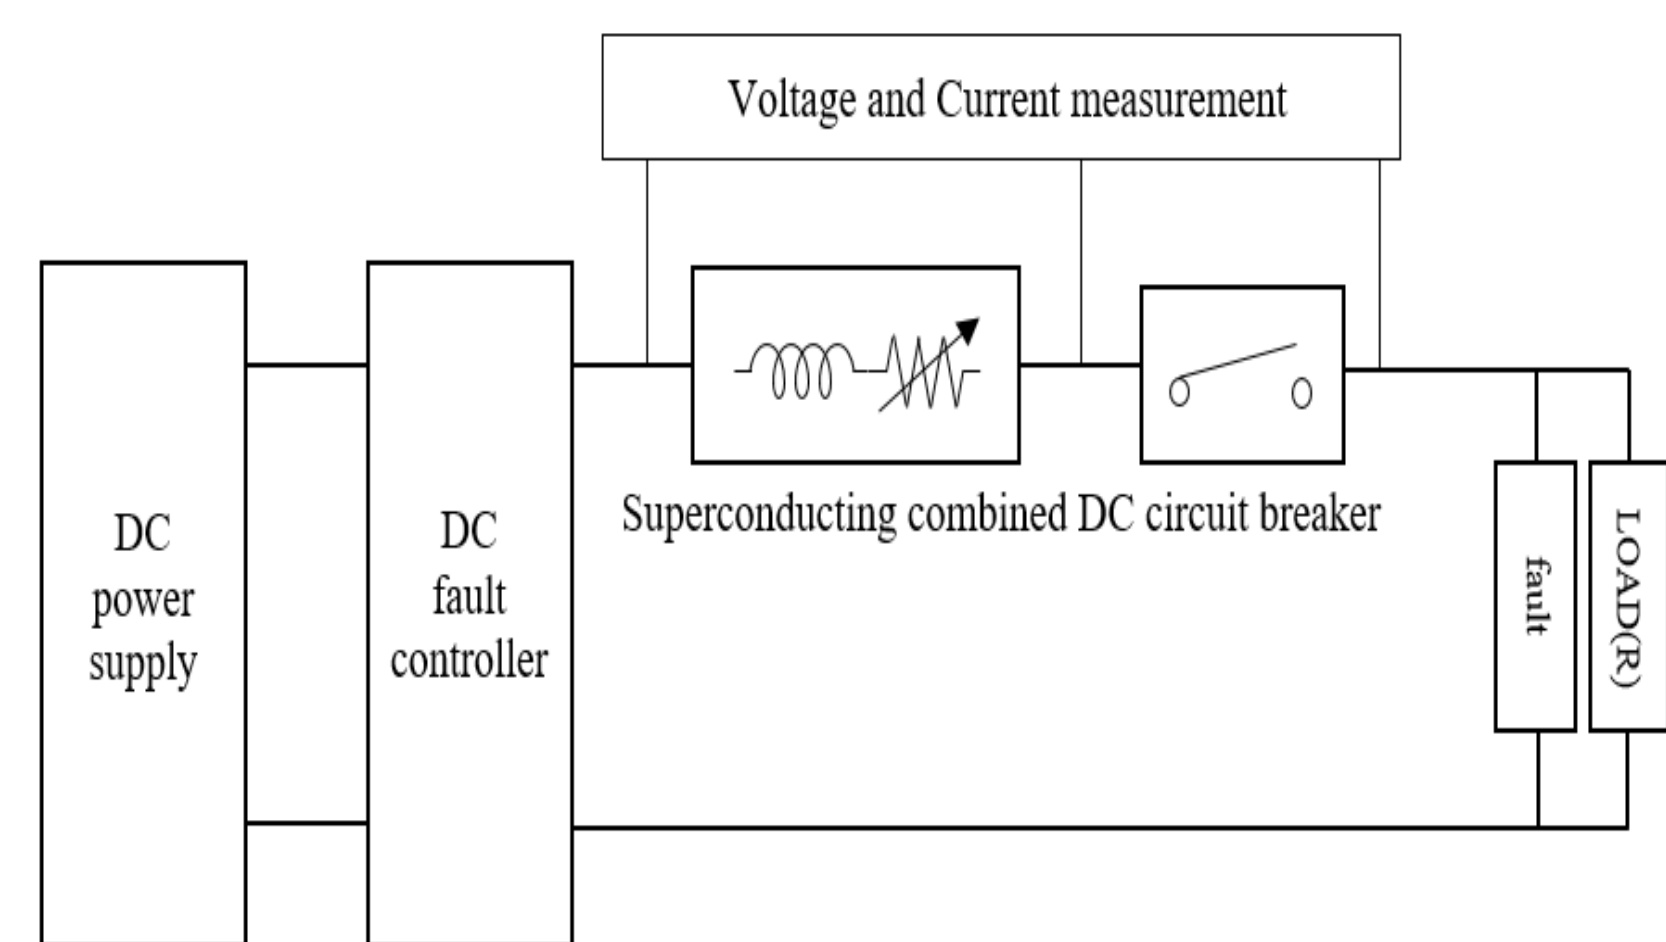 Voltage and Current measurement
DC
power
supply
DC
fault
controller
Superconducting combined DC circuit breaker
fault
LOAD(R)